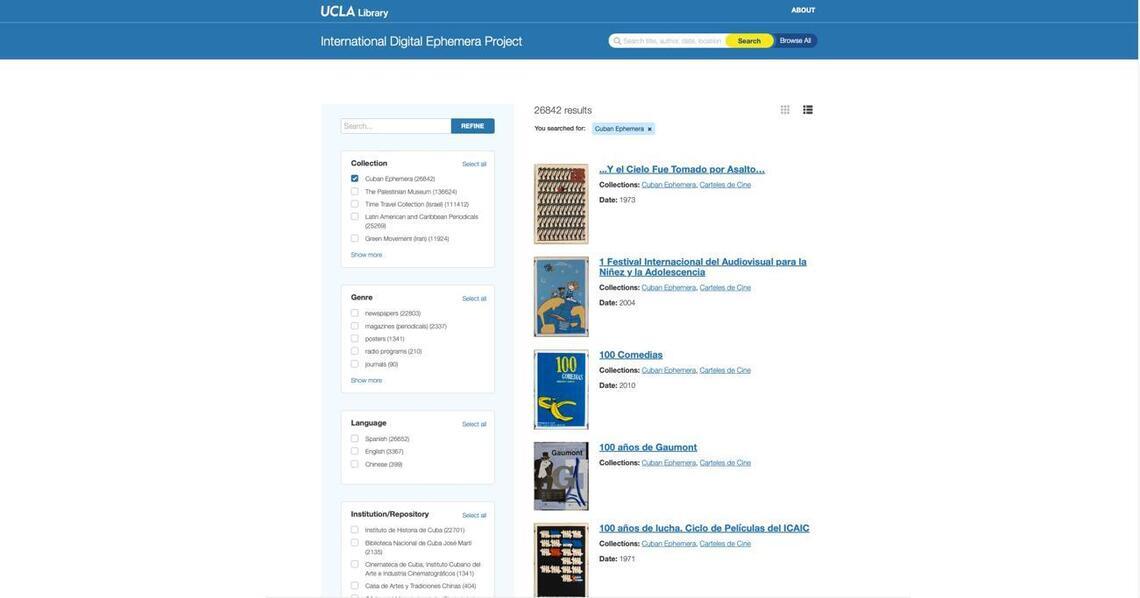 UCLA Library
ABOUT
International Digital Ephemera Project
Search title, author, date, location
Search
Browse All
Search...
REFINE
Collection
Select all
Cuban Ephemera (26842)
The Palestinian Museum (136624)
Time Travel Collection (Israel) (111412)
Latin American and Caribbean Periodicals
(25269)
Green Movement (Iran) (11924)
Show more
Genre
Select all
newspapers (22803)
magazines (periodicals) (2337)
posters (1341)
radio programs (210)
journals (90)
Show more
Language
Select all
Spanish (26652)
English (3367)
Chinese (399)
Institution/Repository
Select all
Instituto de Historia de Cuba (22701)
Biblioteca Nacional de Cuba José Martí
(2135)
Cinemateca de Cuba, Instituto Cubano del
Arte e Industria Cinematográficos (1341)
Casa de Artes y Tradiciones Chinas (404)
26842 results
You searched for:
Cuban Ephemera ×
...Y el Cielo Fue Tomado por Asalto…
Collections: Cuban Ephemera, Carteles de Cine
Date: 1973
1 Festival Internacional del Audiovisual para la
Niñez y la Adolescencia
Collections: Cuban Ephemera, Carteles de Cine
Date: 2004
100
COMEDIAS
100 Comedias
Collections: Cuban Ephemera, Carteles de Cine
Date: 2010
Gaumont
100 años de Gaumont
Collections: Cuban Ephemera, Carteles de Cine
100 años de lucha. Ciclo de Películas del ICAIC
Collections: Cuban Ephemera, Carteles de Cine
Date: 1971